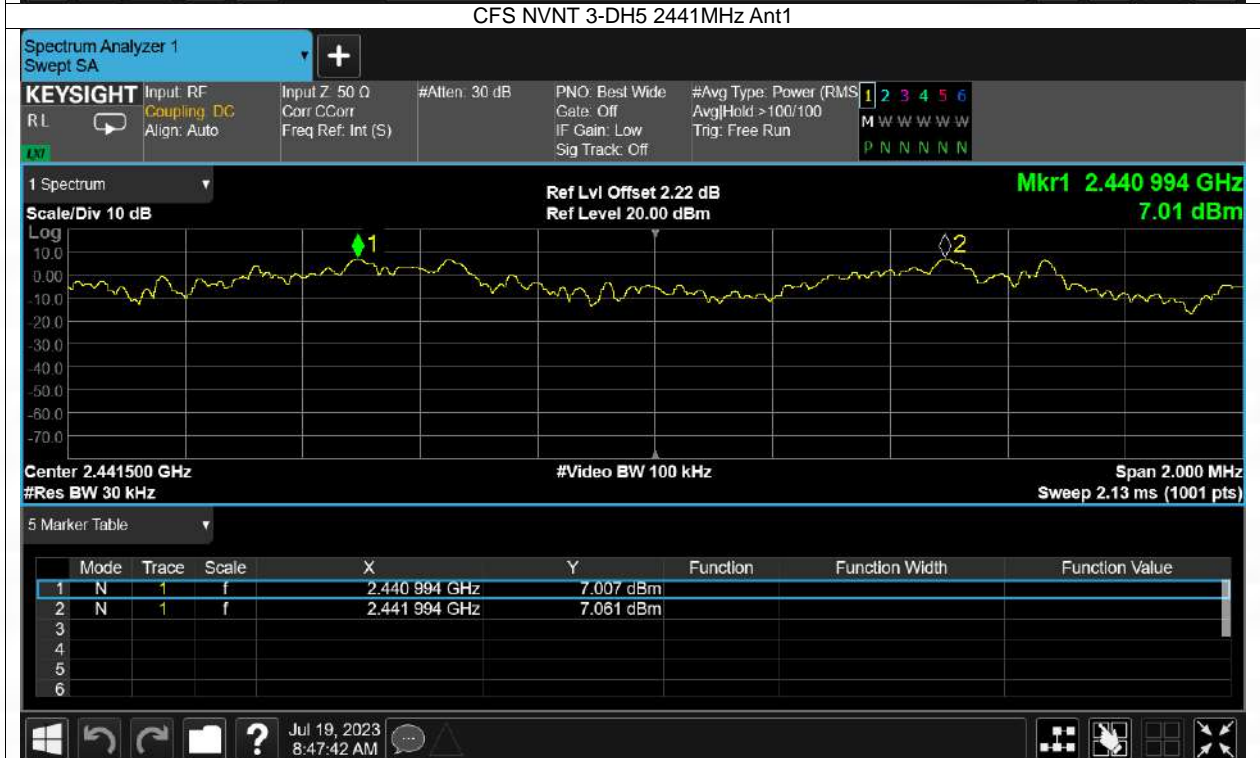 CFS NVNT 3-DH5 2441MHz Ant1
Spectrum Analyzer 1
Swept SA
+
KEYSIGHT
RL
LXI
Input: RF
Coupling: DC
Align: Auto
Input Z: 50 Ω
Corr CCorr
Freq Ref: Int (S)
#Atten: 30 dB
PNO: Best Wide
Gate: Off
IF Gain: Low
Sig Track: Off
#Avg Type: Power (RMS
Avg|Hold:>100/100
Trig: Free Run
1 2 3 4 5 6
M W W W W W
P N N N N N
1 Spectrum
Scale/Div 10 dB
Ref Lvl Offset 2.22 dB
Ref Level 20.00 dBm
Mkr1 2.440 994 GHz
7.01 dBm
Log
10.0
0.00
-10.0
-20.0
-30.0
-40.0
-50.0
-60.0
-70.0
1
2
Center 2.441500 GHz
#Video BW 100 kHz
Span 2.000 MHz
#Res BW 30 kHz
Sweep 2.13 ms (1001 pts)
5 Marker Table
Mode Trace Scale X Y Function Function Width Function Value
1 N 1 f 2.440 994 GHz 7.007 dBm
2 N 1 f 2.441 994 GHz 7.061 dBm
3
4
5
6
?
Jul 19, 2023
8:47:42 AM